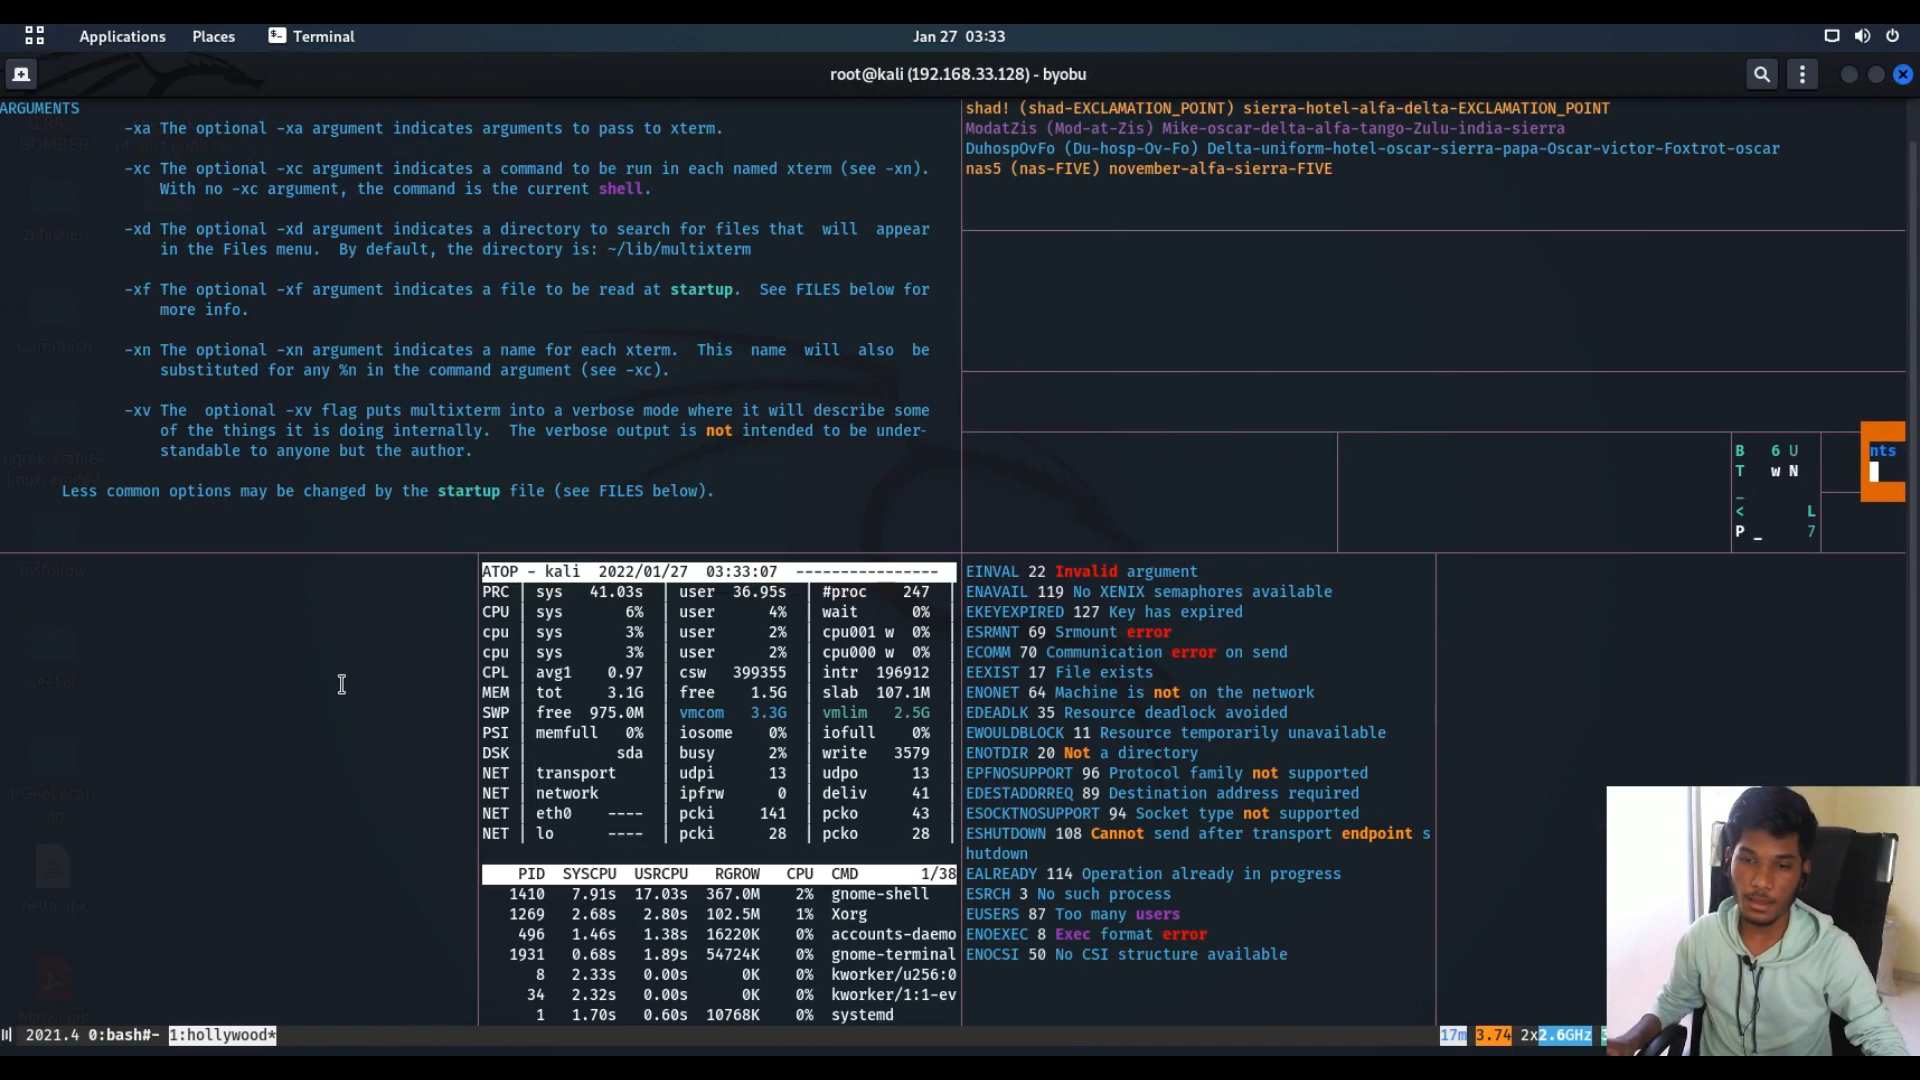 Applications Places Terminal Jan 27 03:33
root@kali (192.168.33.128) - byobu
ARGUMENTS
-xa The optional -xa argument indicates arguments to pass to xterm.
-xc The optional -xc argument indicates a command to be run in each named xterm (see -xn).
With no -xc argument, the command is the current shell.
-xd The optional -xd argument indicates a directory to search for files that will appear
in the Files menu. By default, the directory is: ~/lib/multixterm
-xf The optional -xf argument indicates a file to be read at startup. See FILES below for
more info.
-xn The optional -xn argument indicates a name for each xterm. This name will also be
substituted for any %n in the command argument (see -xc).
-xv The optional -xv flag puts multixterm into a verbose mode where it will describe some
of the things it is doing internally. The verbose output is not intended to be under-
standable to anyone but the author.
Less common options may be changed by the startup file (see FILES below).
shad! (shad-EXCLAMATION_POINT) sierra-hotel-alfa-delta-EXCLAMATION_POINT
ModatZis (Mod-at-Zis) Mike-oscar-delta-alfa-tango-Zulu-india-sierra
DuhospOvFo (Du-hosp-Ov-Fo) Delta-uniform-hotel-oscar-sierra-papa-Oscar-victor-Foxtrot-oscar
nas5 (nas-FIVE) november-alfa-sierra-FIVE
B 6 U
T w N
_
< L
P _ 7
nts
ATOP - kali 2022/01/27 03:33:07 ----------------
PRC | sys 41.03s | user 36.95s | #proc 247 |
CPU | sys 6% | user 4% | wait 0% |
cpu | sys 3% | user 2% | cpu001 w 0% |
cpu | sys 3% | user 2% | cpu000 w 0% |
CPL | avg1 0.97 | csw 399355 | intr 196912 |
MEM | tot 3.1G | free 1.5G | slab 107.1M |
SWP | free 975.0M | vmcom 3.3G | vmlim 2.5G |
PSI | memfull 0% | iosome 0% | iofull 0% |
DSK | sda | busy 2% | write 3579 |
NET | transport | udpi 13 | udpo 13 |
NET | network | ipfrw 0 | deliv 41 |
NET | eth0 ---- | pcki 141 | pcko 43 |
NET | lo ---- | pcki 28 | pcko 28 |
PID SYSCPU USRCPU RGROW CPU CMD 1/38
1410 7.91s 17.03s 367.0M 2% gnome-shell
1269 2.68s 2.80s 102.5M 1% Xorg
496 1.46s 1.38s 16220K 0% accounts-daemo
1931 0.68s 1.89s 54724K 0% gnome-terminal
8 2.33s 0.00s 0K 0% kworker/u256:0
34 2.32s 0.00s 0K 0% kworker/1:1-ev
1 1.70s 0.60s 10768K 0% systemd
EINVAL 22 Invalid argument
ENAVAIL 119 No XENIX semaphores available
EKEYEXPIRED 127 Key has expired
ESRMNT 69 Srmount error
ECOMM 70 Communication error on send
EEXIST 17 File exists
ENONET 64 Machine is not on the network
EDEADLK 35 Resource deadlock avoided
EWOULDBLOCK 11 Resource temporarily unavailable
ENOTDIR 20 Not a directory
EPFNOSUPPORT 96 Protocol family not supported
EDESTADDRREQ 89 Destination address required
ESOCKTNOSUPPORT 94 Socket type not supported
ESHUTDOWN 108 Cannot send after transport endpoint s
hutdown
EALREADY 114 Operation already in progress
ESRCH 3 No such process
EUSERS 87 Too many users
ENOEXEC 8 Exec format error
ENOCSI 50 No CSI structure available
2021.4 0:bash#- 1:hollywood* 17m 3.74 2x2.6GHz